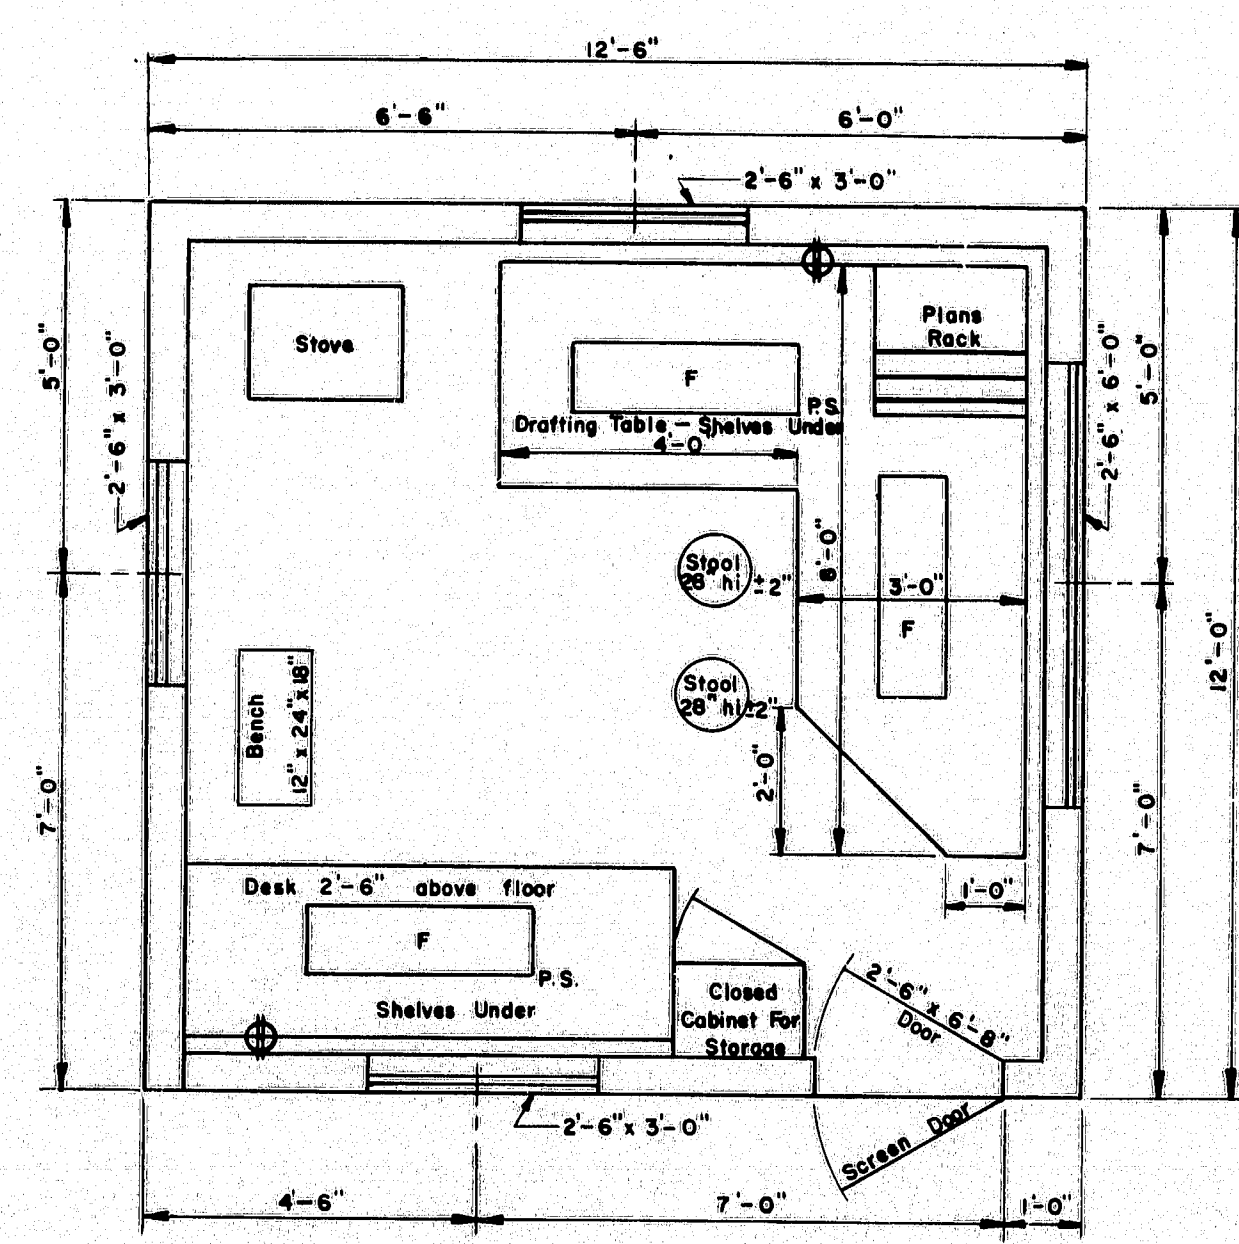 12'-6"
6'-6"
6'-0"
2'-6" x 3'-0"
5'-0"
2'-6" x 3'-0"
Stove
F
P.S.
Drafting Table — Shelves Under
4'-0"
Plans
Rack
2'-6" x 6'-0"
5'-0"
8'-0"
3'-0"
F
12'-0"
Stool
28" hi ± 2"
Stool
28" hi ± 2"
2'-0"
Bench
12" x 24" x 18"
7'-0"
7'-0"
1'-0"
Desk 2'-6" above floor
F
P.S.
Shelves Under
Closed
Cabinet For
Storage
2'-6" x 6'-8"
Door
Screen Door
2'-6" x 3'-0"
4'-6"
7'-0"
1'-0"